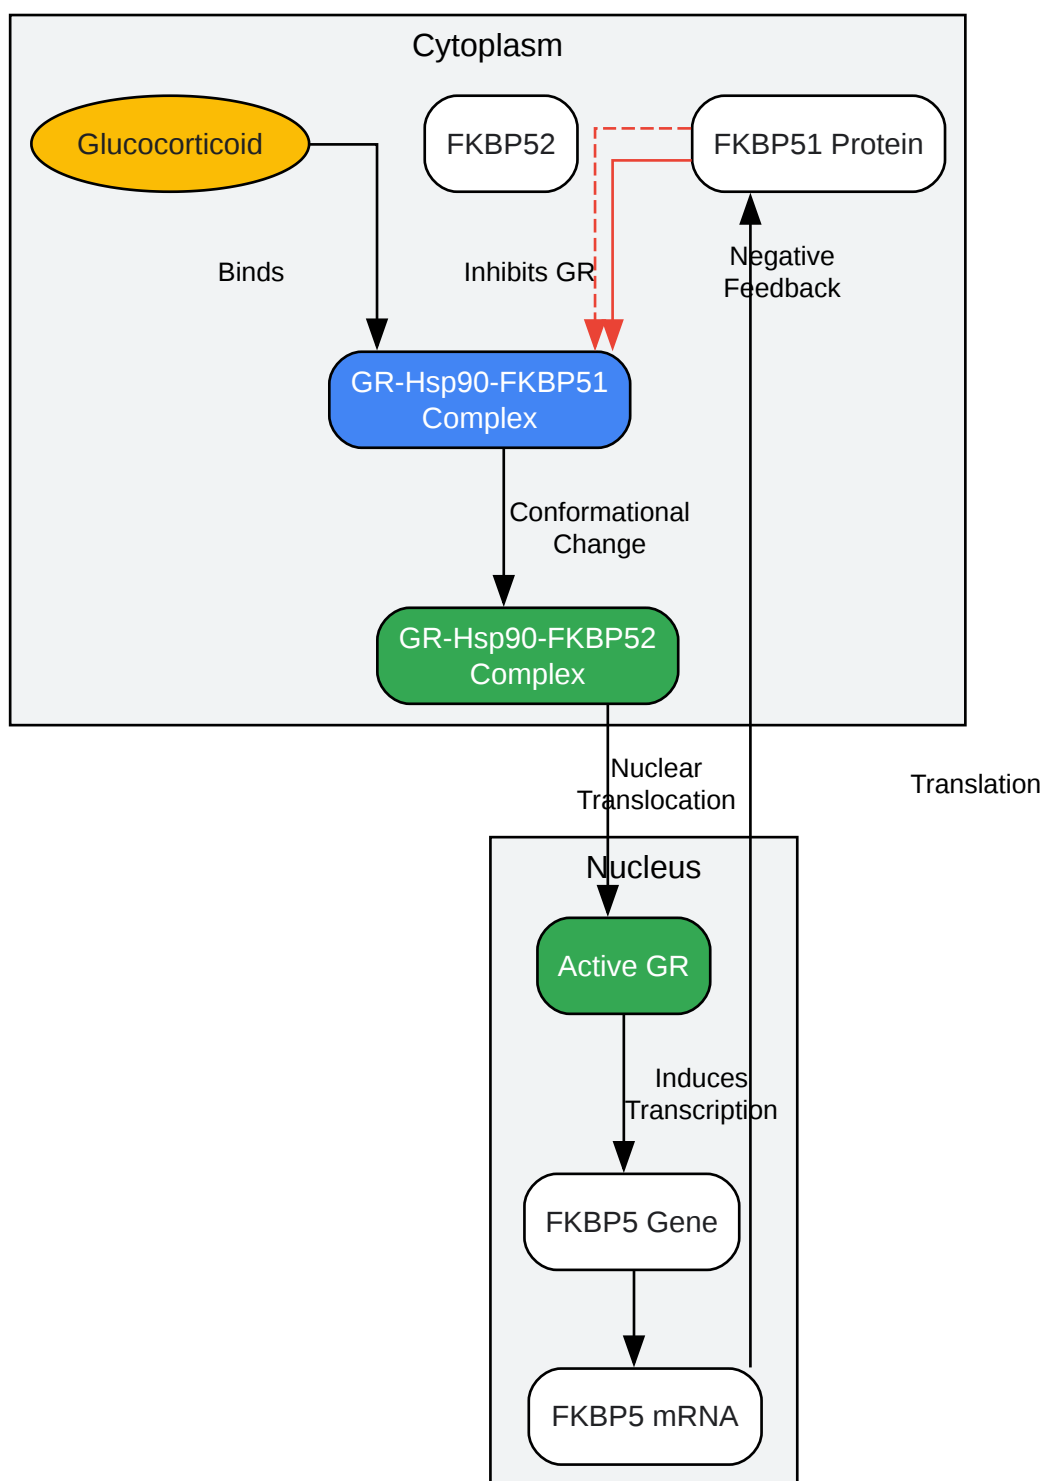 Cytoplasm
Glucocorticoid
FKBP52
FKBP51 Protein
Binds
Inhibits GR
Negative
Feedback
GR-Hsp90-FKBP51
Complex
Conformational
Change
GR-Hsp90-FKBP52
Complex
Nuclear
Translocation
Translation
Nucleus
Active GR
Induces
Transcription
FKBP5 Gene
FKBP5 mRNA